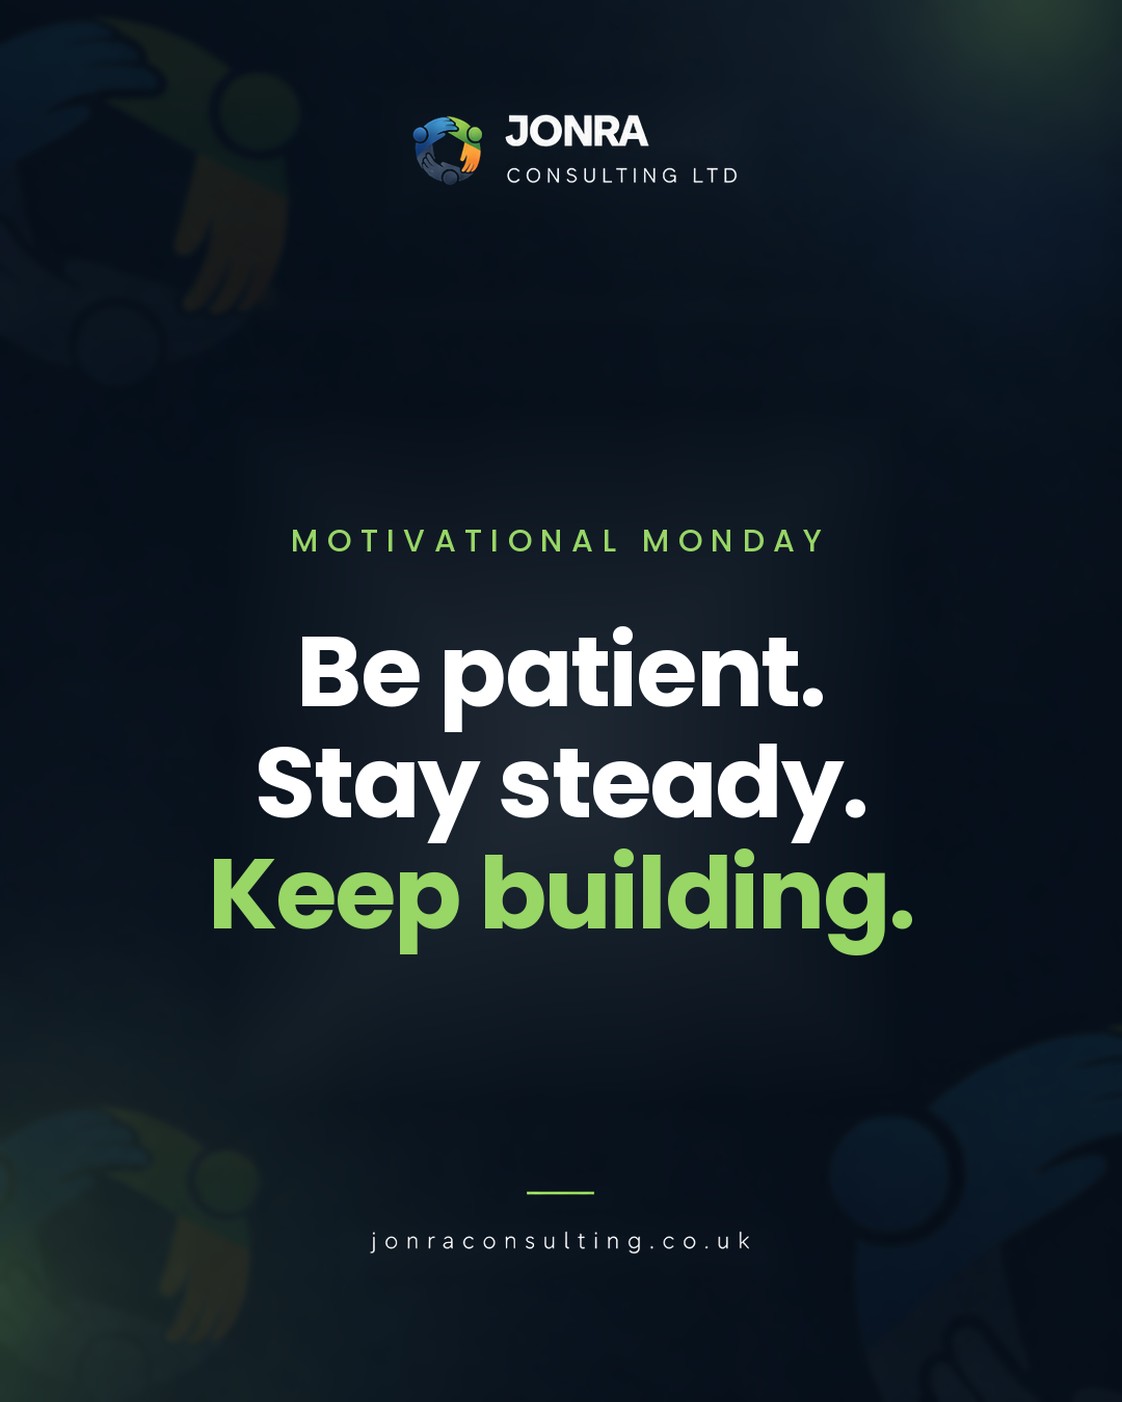 JONRA
CONSULTING LTD
MOTIVATIONAL MONDAY
Be patient.
Stay steady.
Keep building.
jonraconsulting.co.uk